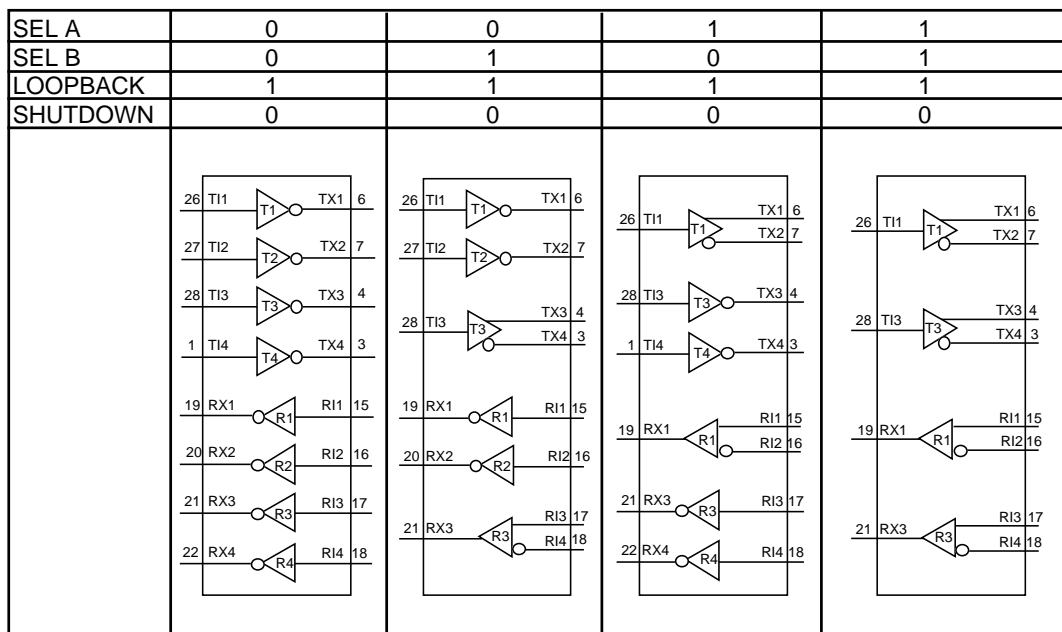 SEL A 0 0 1 1
SEL B 0 1 0 1
LOOPBACK 1 1 1 1
SHUTDOWN 0 0 0 0
26 TI1 T1 TX1 6
27 TI2 T2 TX2 7
28 TI3 T3 TX3 4
1 TI4 T4 TX4 3
19 RX1 R1 RI1 15
20 RX2 R2 RI2 16
21 RX3 R3 RI3 17
22 RX4 R4 RI4 18
26 TI1 T1 TX1 6
27 TI2 T2 TX2 7
28 TI3 T3 TX3 4
TX4 3
19 RX1 R1 RI1 15
20 RX2 R2 RI2 16
21 RX3 R3 RI3 17
RI4 18
26 TI1 T1 TX1 6
TX2 7
28 TI3 T3 TX3 4
1 TI4 T4 TX4 3
19 RX1 R1 RI1 15
RI2 16
21 RX3 R3 RI3 17
22 RX4 R4 RI4 18
26 TI1 T1 TX1 6
TX2 7
28 TI3 T3 TX3 4
TX4 3
19 RX1 R1 RI1 15
RI2 16
21 RX3 R3 RI3 17
RI4 18